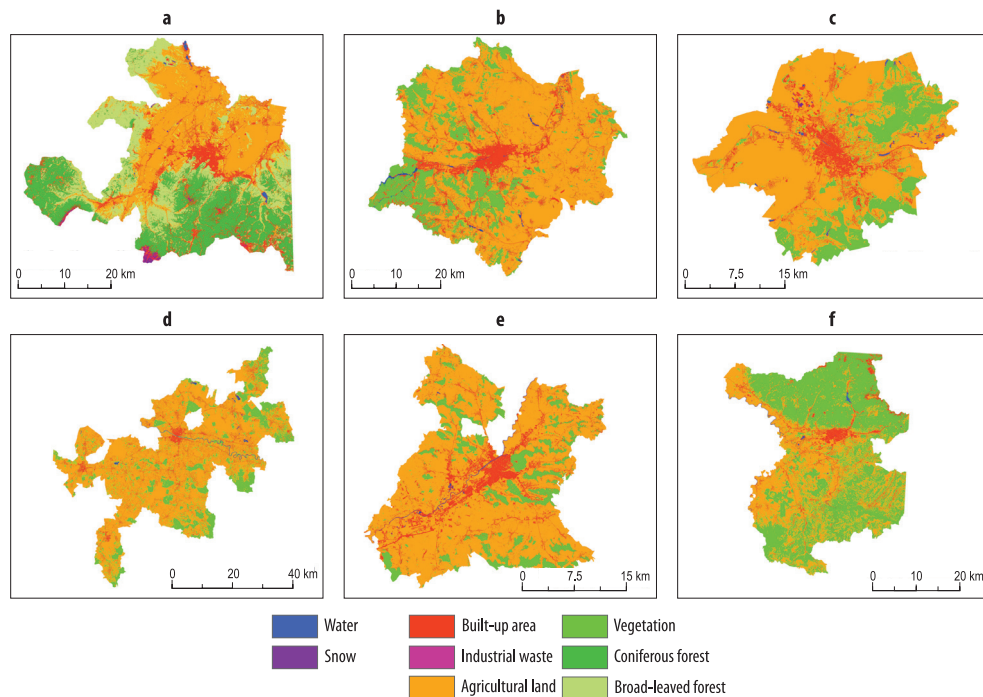 a
b
c
0 10 20 km
0 10 20 km
0 7.5 15 km
d
e
f
0 20 40 km
0 7.5 15 km
0 10 20 km
Water
Built-up area
Vegetation
Snow
Industrial waste
Coniferous forest
Agricultural land
Broad-leaved forest